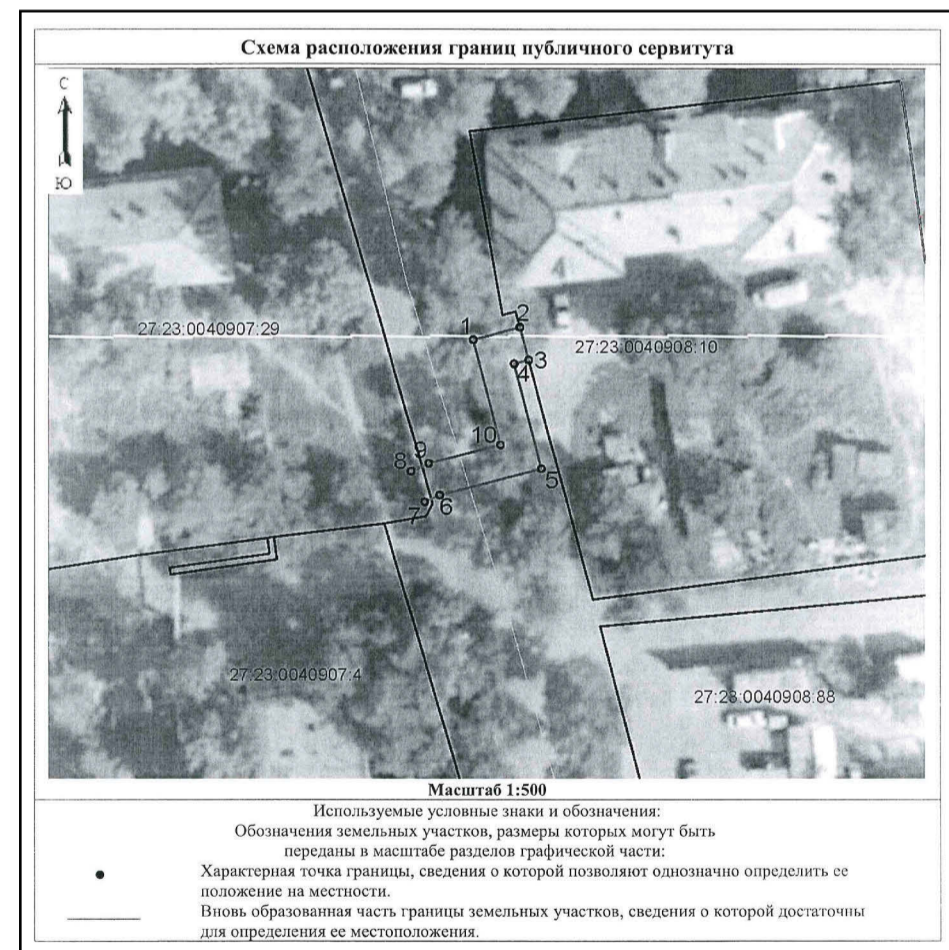 Схема расположения границ публичного сервитута
С
Ю
27:23:0040907:29
1
2
27:23:0040908:10
3
4
10
9
8
5
6
7
27:23:0040907:4
27:23:0040908:88
Масштаб 1:500
Используемые условные знаки и обозначения:
Обозначения земельных участков, размеры которых могут быть
переданы в масштабе разделов графической части:
Характерная точка границы, сведения о которой позволяют однозначно определить ее
положение на местности.
Вновь образованная часть границы земельных участков, сведения о которой достаточны
для определения ее местоположения.